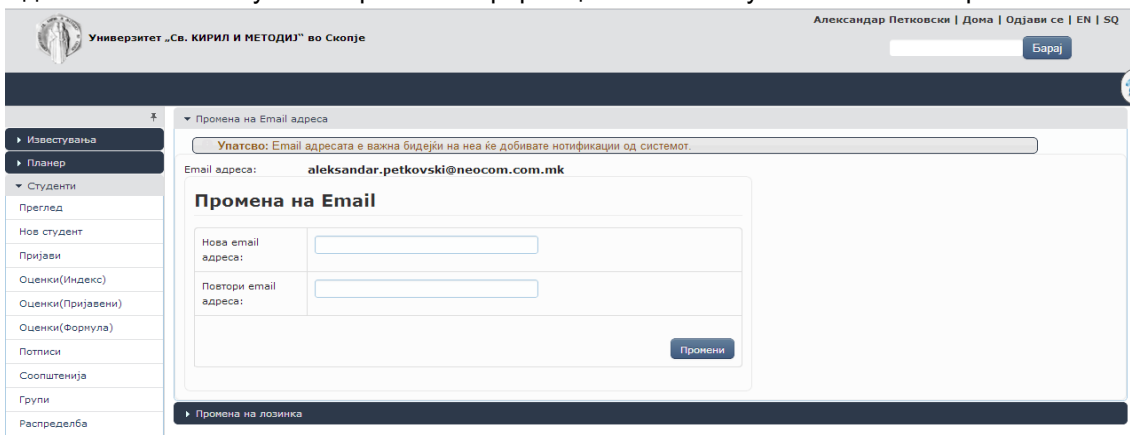 Александар Петковски | Дома | Одјави се | EN | SQ
Универзитет „Св. КИРИЛ И МЕТОДИЈ" во Скопје
Барај
Промена на Email адреса
Известувања
Упатсво: Email адресата е важна бидејќи на неа ќе добивате нотификации од системот.
Планер
Email адреса: aleksandar.petkovski@neocom.com.mk
Студенти
Преглед
Нов студент
Пријави
Оценки(Индекс)
Оценки(Пријавени)
Оценки(Формула)
Потписи
Соопштенија
Групи
Распределба
Промена на Email
Нова email
адреса:
Повтори email
адреса:
Промени
Промена на лозинка